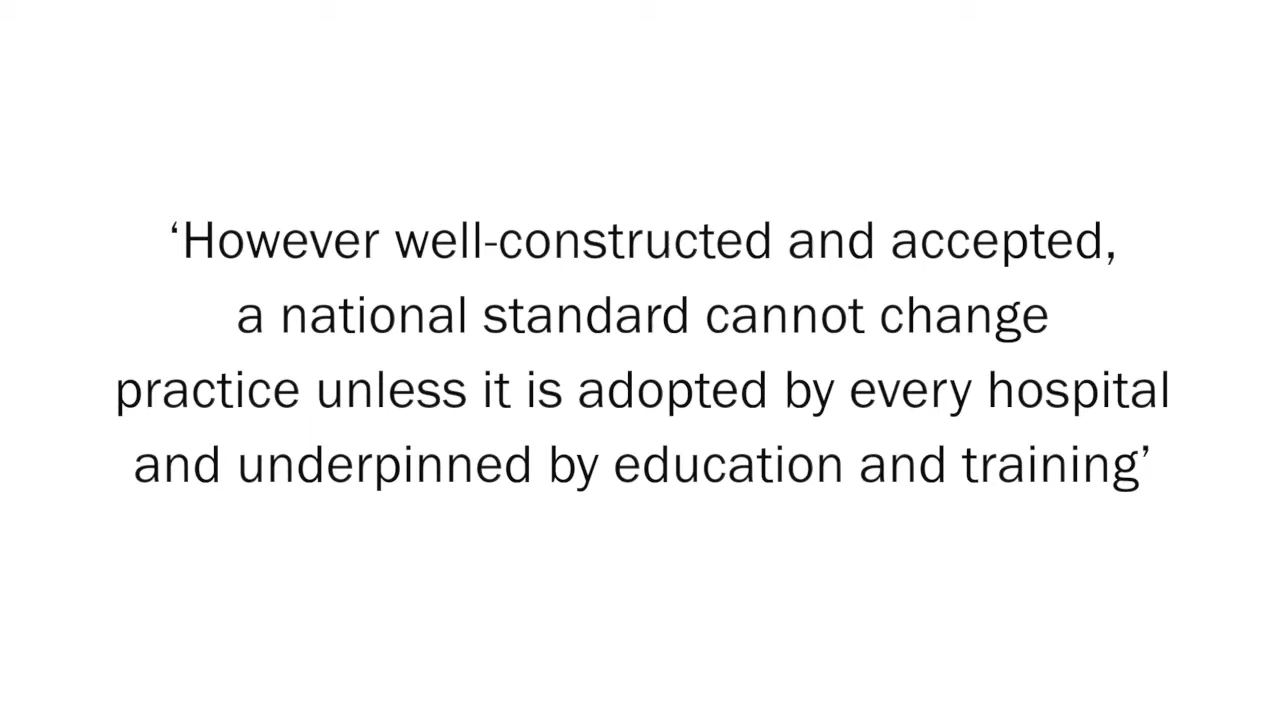 ‘However well-constructed and accepted,
a national standard cannot change
practice unless it is adopted by every hospital
and underpinned by education and training’